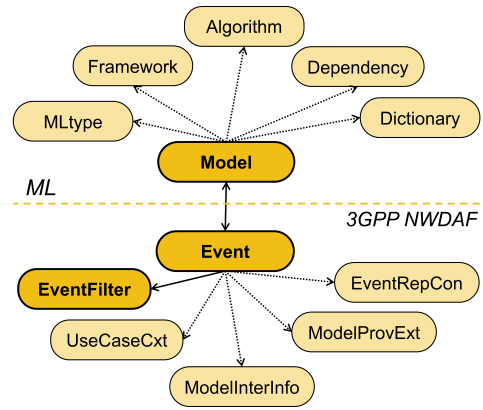 Algorithm
Framework
Dependency
MLtype
Dictionary
Model
ML
3GPP NWDAF
Event
EventFilter
EventRepCon
UseCaseCxt
ModelProvExt
ModelInterInfo